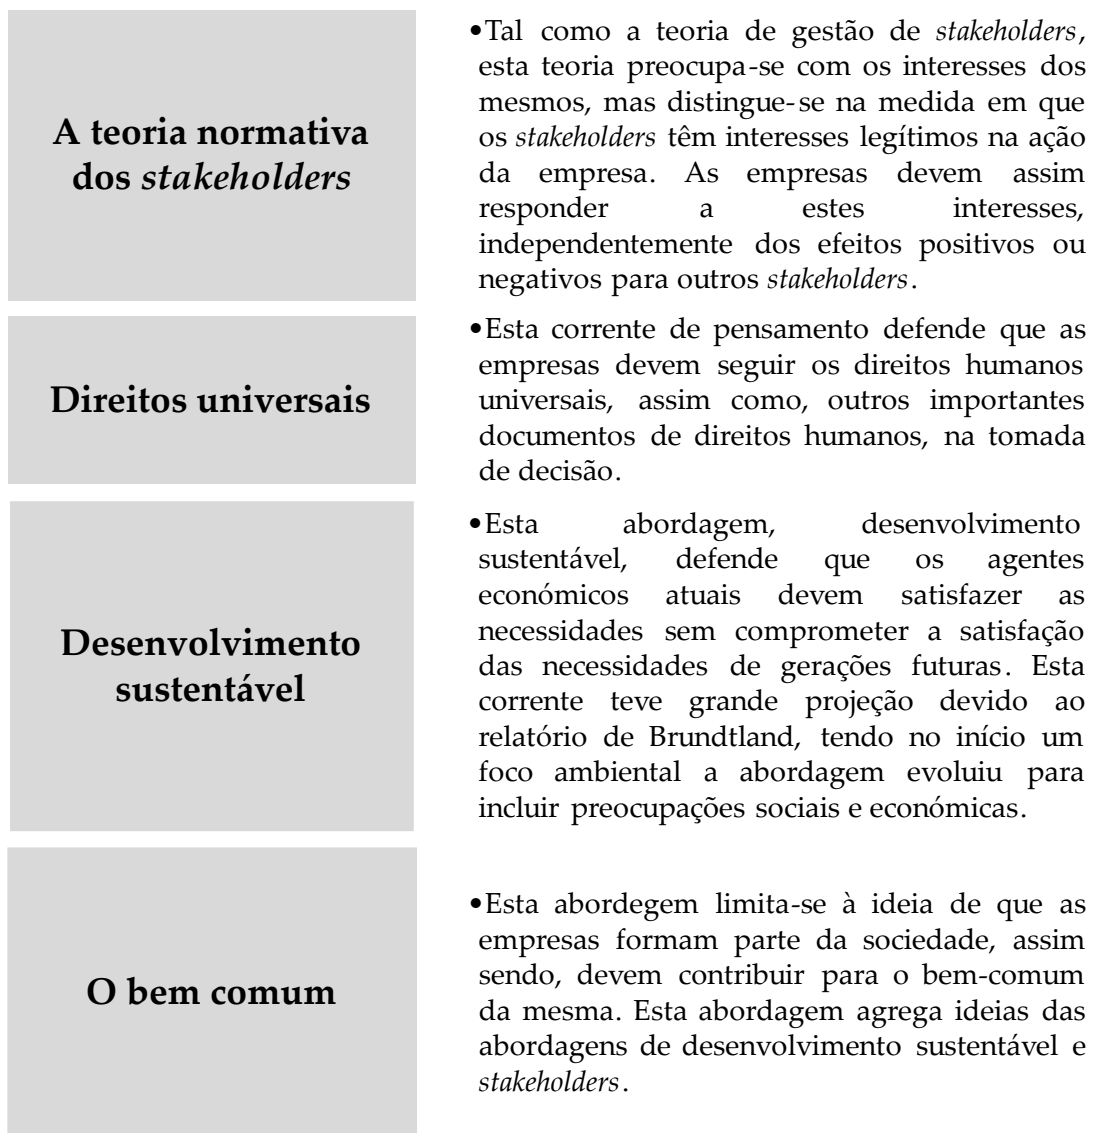 A teoria normativa
dos stakeholders
•Tal como a teoria de gestão de stakeholders,
esta teoria preocupa-se com os interesses dos
mesmos, mas distingue-se na medida em que
os stakeholders têm interesses legítimos na ação
da empresa. As empresas devem assim
responder a estes interesses,
independentemente dos efeitos positivos ou
negativos para outros stakeholders.
Direitos universais
•Esta corrente de pensamento defende que as
empresas devem seguir os direitos humanos
universais, assim como, outros importantes
documentos de direitos humanos, na tomada
de decisão.
Desenvolvimento
sustentável
•Esta abordagem, desenvolvimento
sustentável, defende que os agentes
económicos atuais devem satisfazer as
necessidades sem comprometer a satisfação
das necessidades de gerações futuras. Esta
corrente teve grande projeção devido ao
relatório de Brundtland, tendo no início um
foco ambiental a abordagem evoluiu para
incluir preocupações sociais e económicas.
O bem comum
•Esta abordegem limita-se à ideia de que as
empresas formam parte da sociedade, assim
sendo, devem contribuir para o bem-comum
da mesma. Esta abordagem agrega ideias das
abordagens de desenvolvimento sustentável e
stakeholders.